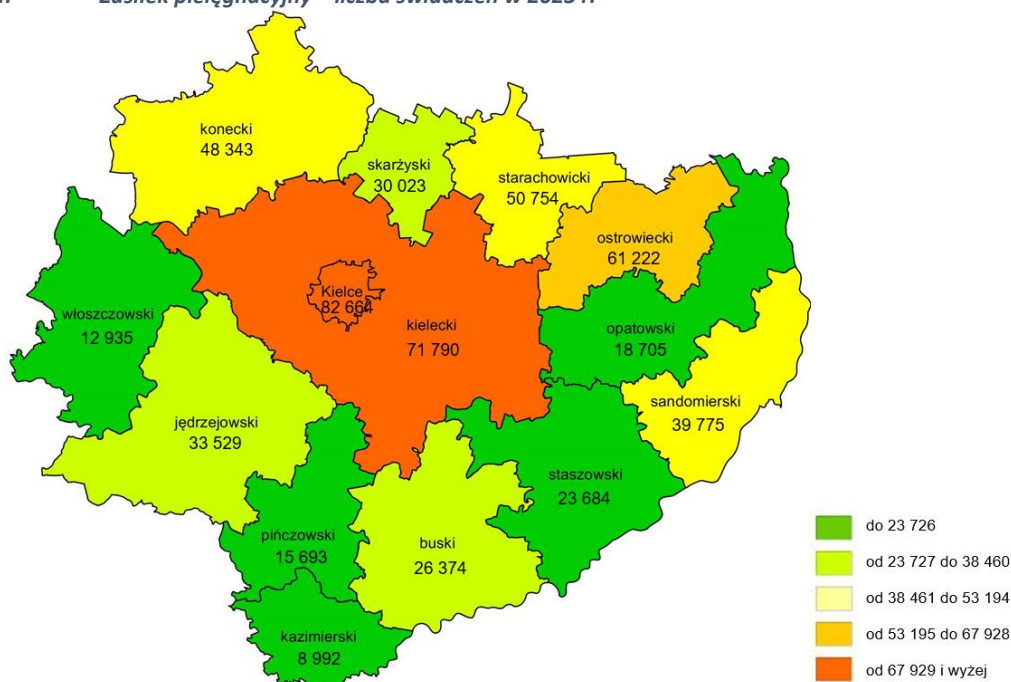 konecki
48 343
skarżyski
30 023
starachowicki
50 754
ostrowiecki
61 222
Kielce
82 664
włoszczowski
12 935
kielecki
71 790
opatowski
18 705
jędrzejowski
33 529
sandomierski
39 775
staszowski
23 684
pińczowski
15 693
buski
26 374
kazimierski
8 992
do 23 726
od 23 727 do 38 460
od 38 461 do 53 194
od 53 195 do 67 928
od 67 929 i wyżej